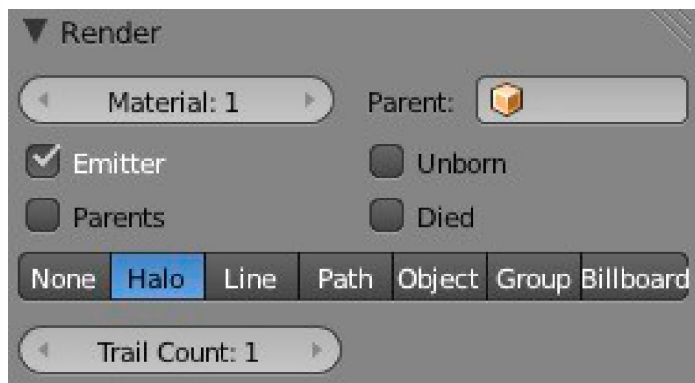 Render
Material: 1 Parent:
Emitter Unborn
Parents Died
None Halo Line Path Object Group Billboard
Trail Count: 1